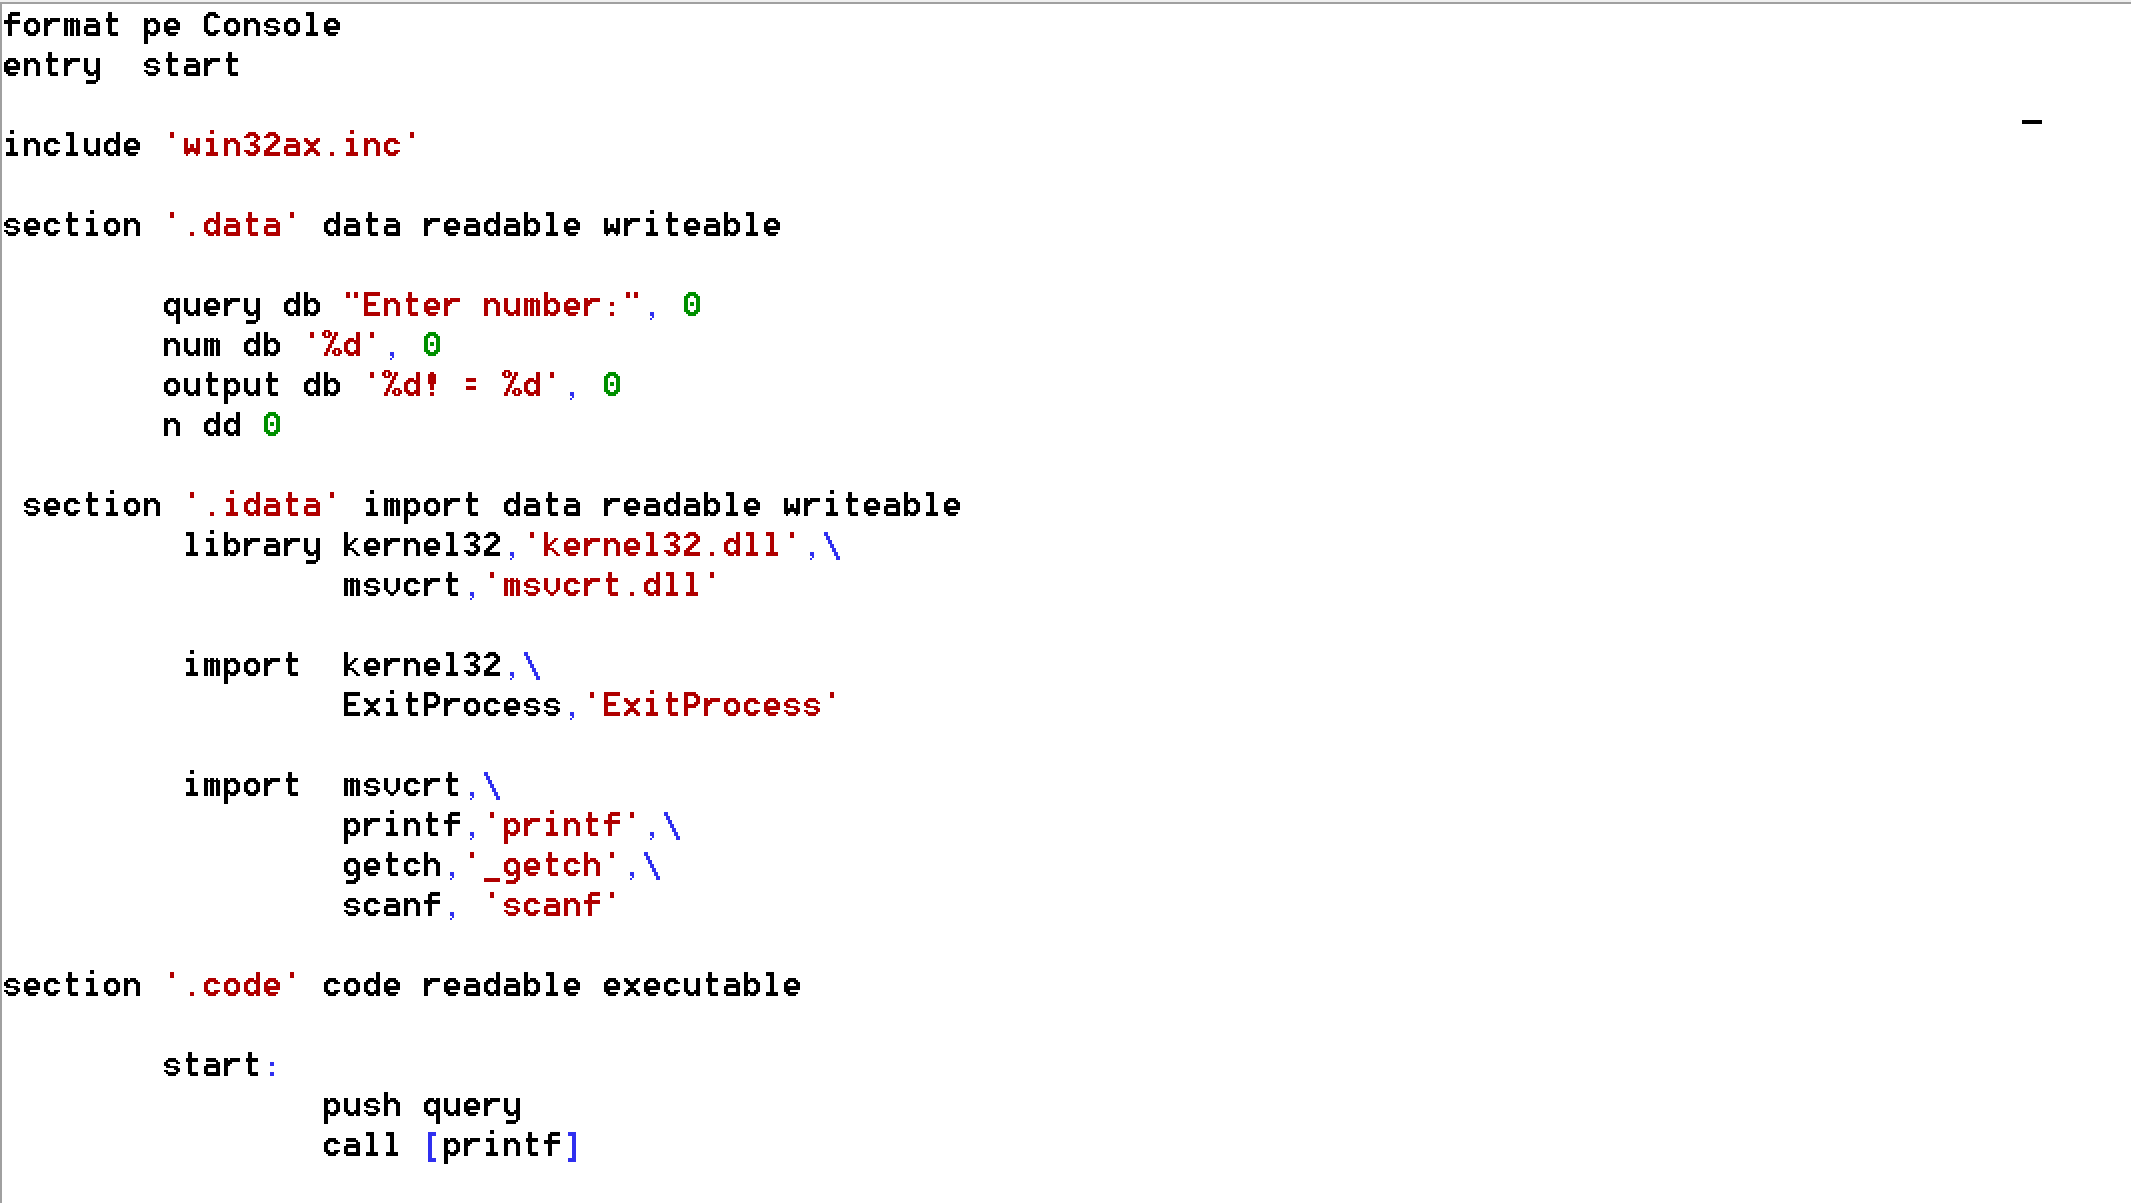 format pe Console
entry  start
include 'win32ax.inc'
section '.data' data readable writeable
query db "Enter number:", 0
num db '%d', 0
output db '%d! = %d', 0
n dd 0
section '.idata' import data readable writeable
library kernel32,'kernel32.dll',\
msvcrt,'msvcrt.dll'
import  kernel32,\
ExitProcess,'ExitProcess'
import  msvcrt,\
printf,'printf',\
getch,'_getch',\
scanf, 'scanf'
section '.code' code readable executable
start:
push query
call [printf]